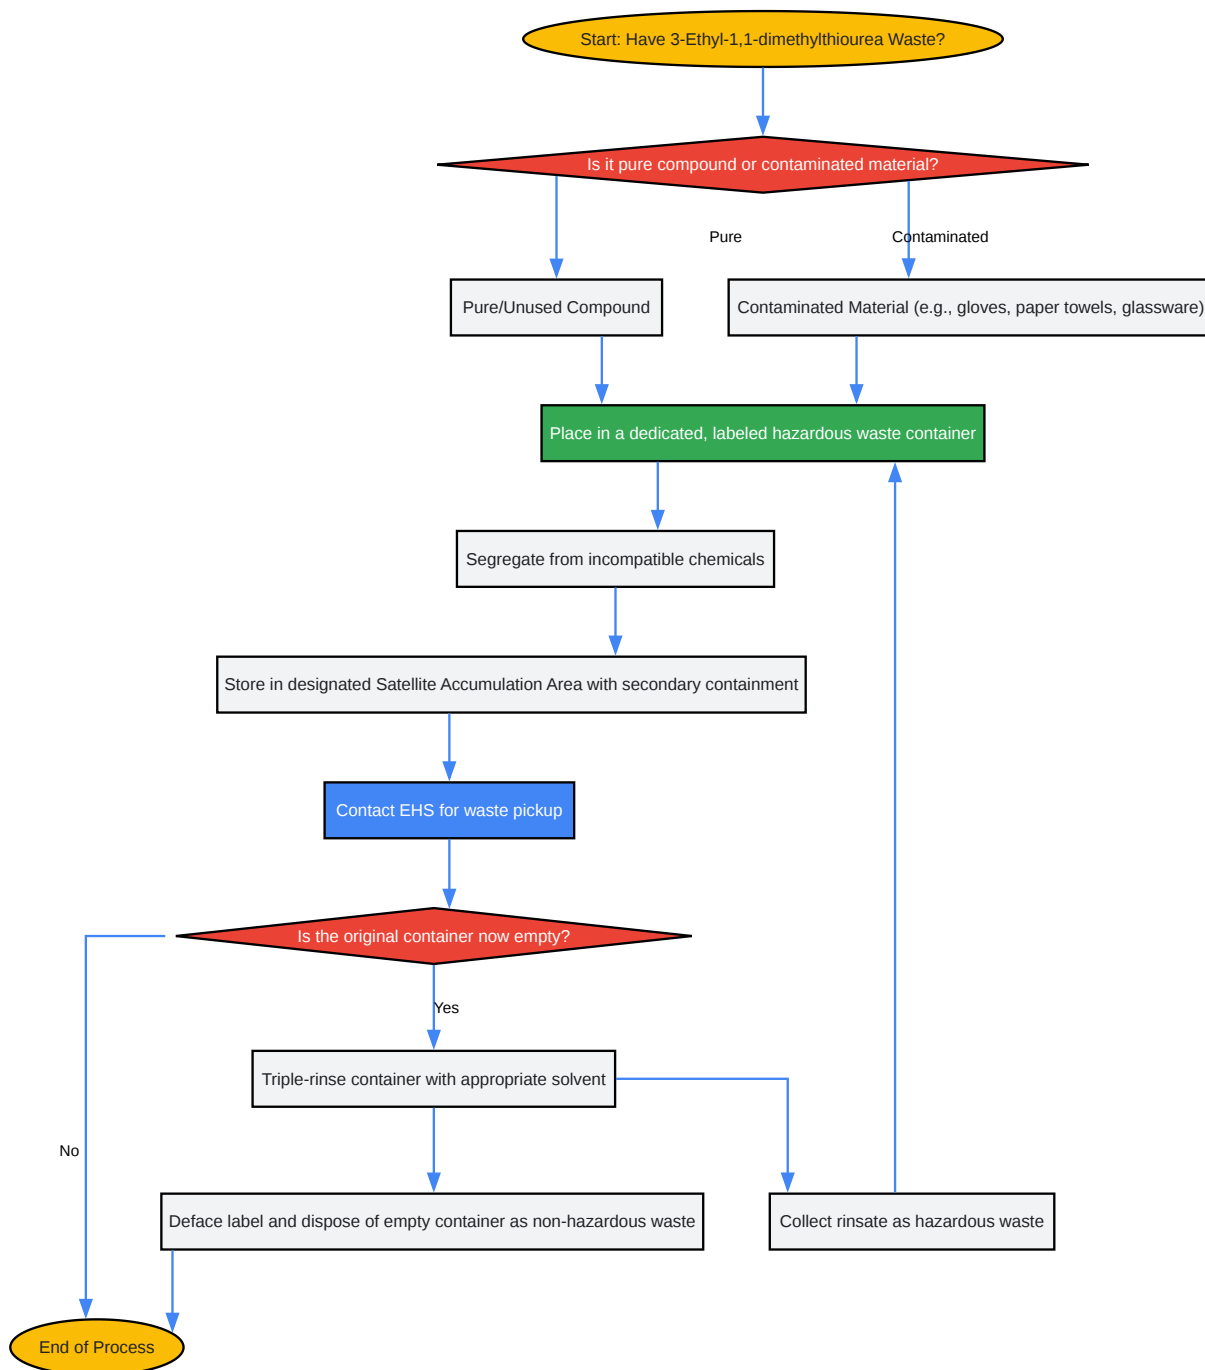 Start: Have 3-Ethyl-1,1-dimethylthiourea Waste?
Is it pure compound or contaminated material?
Pure
Contaminated
Pure/Unused Compound
Contaminated Material (e.g., gloves, paper towels, glassware)
Place in a dedicated, labeled hazardous waste container
Segregate from incompatible chemicals
Store in designated Satellite Accumulation Area with secondary containment
Contact EHS for waste pickup
Is the original container now empty?
Yes
Triple-rinse container with appropriate solvent
No
Deface label and dispose of empty container as non-hazardous waste
Collect rinsate as hazardous waste
End of Process